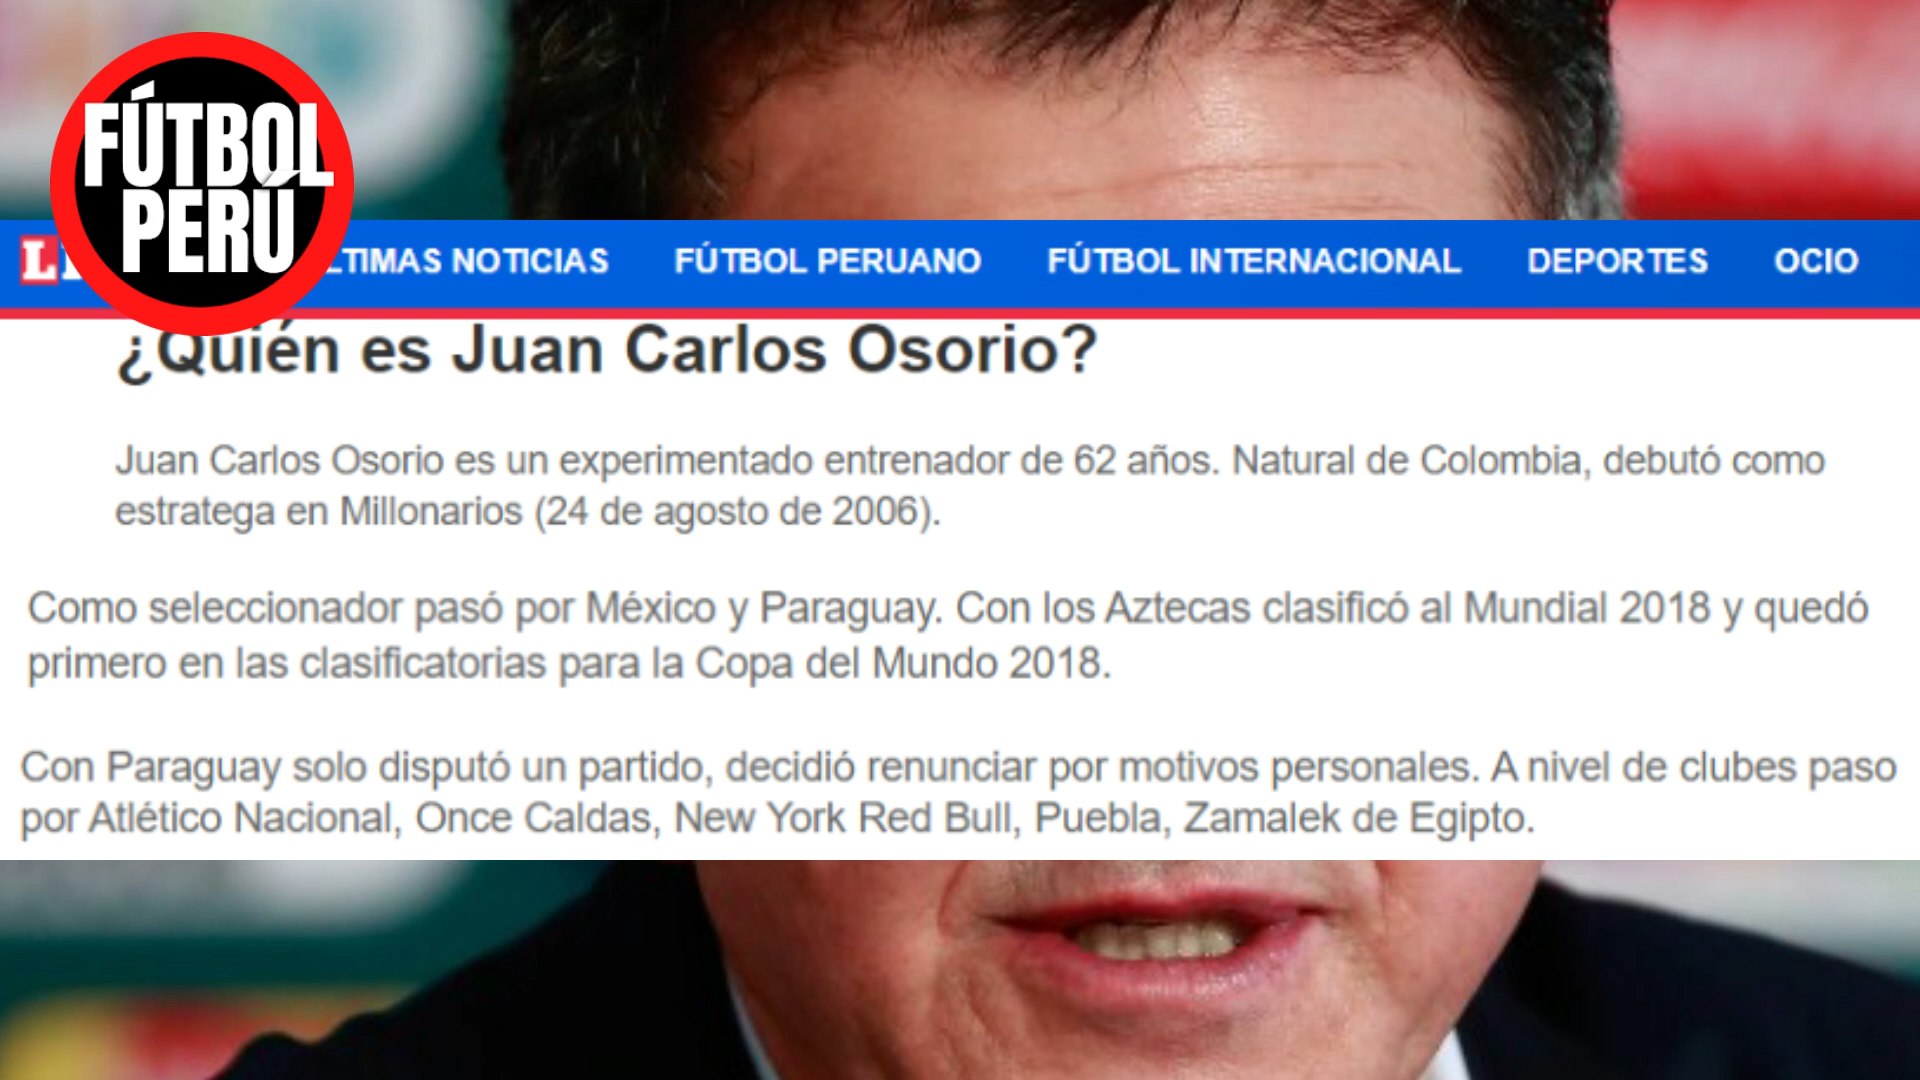 FÚTBOL
PERÚ
LTIMAS NOTICIAS FÚTBOL PERUANO FÚTBOL INTERNACIONAL DEPORTES OCIO
¿Quién es Juan Carlos Osorio?
Juan Carlos Osorio es un experimentado entrenador de 62 años. Natural de Colombia, debutó como
estratega en Millonarios (24 de agosto de 2006).
Como seleccionador pasó por México y Paraguay. Con los Aztecas clasificó al Mundial 2018 y quedó
primero en las clasificatorias para la Copa del Mundo 2018.
Con Paraguay solo disputó un partido, decidió renunciar por motivos personales. A nivel de clubes paso
por Atlético Nacional, Once Caldas, New York Red Bull, Puebla, Zamalek de Egipto.